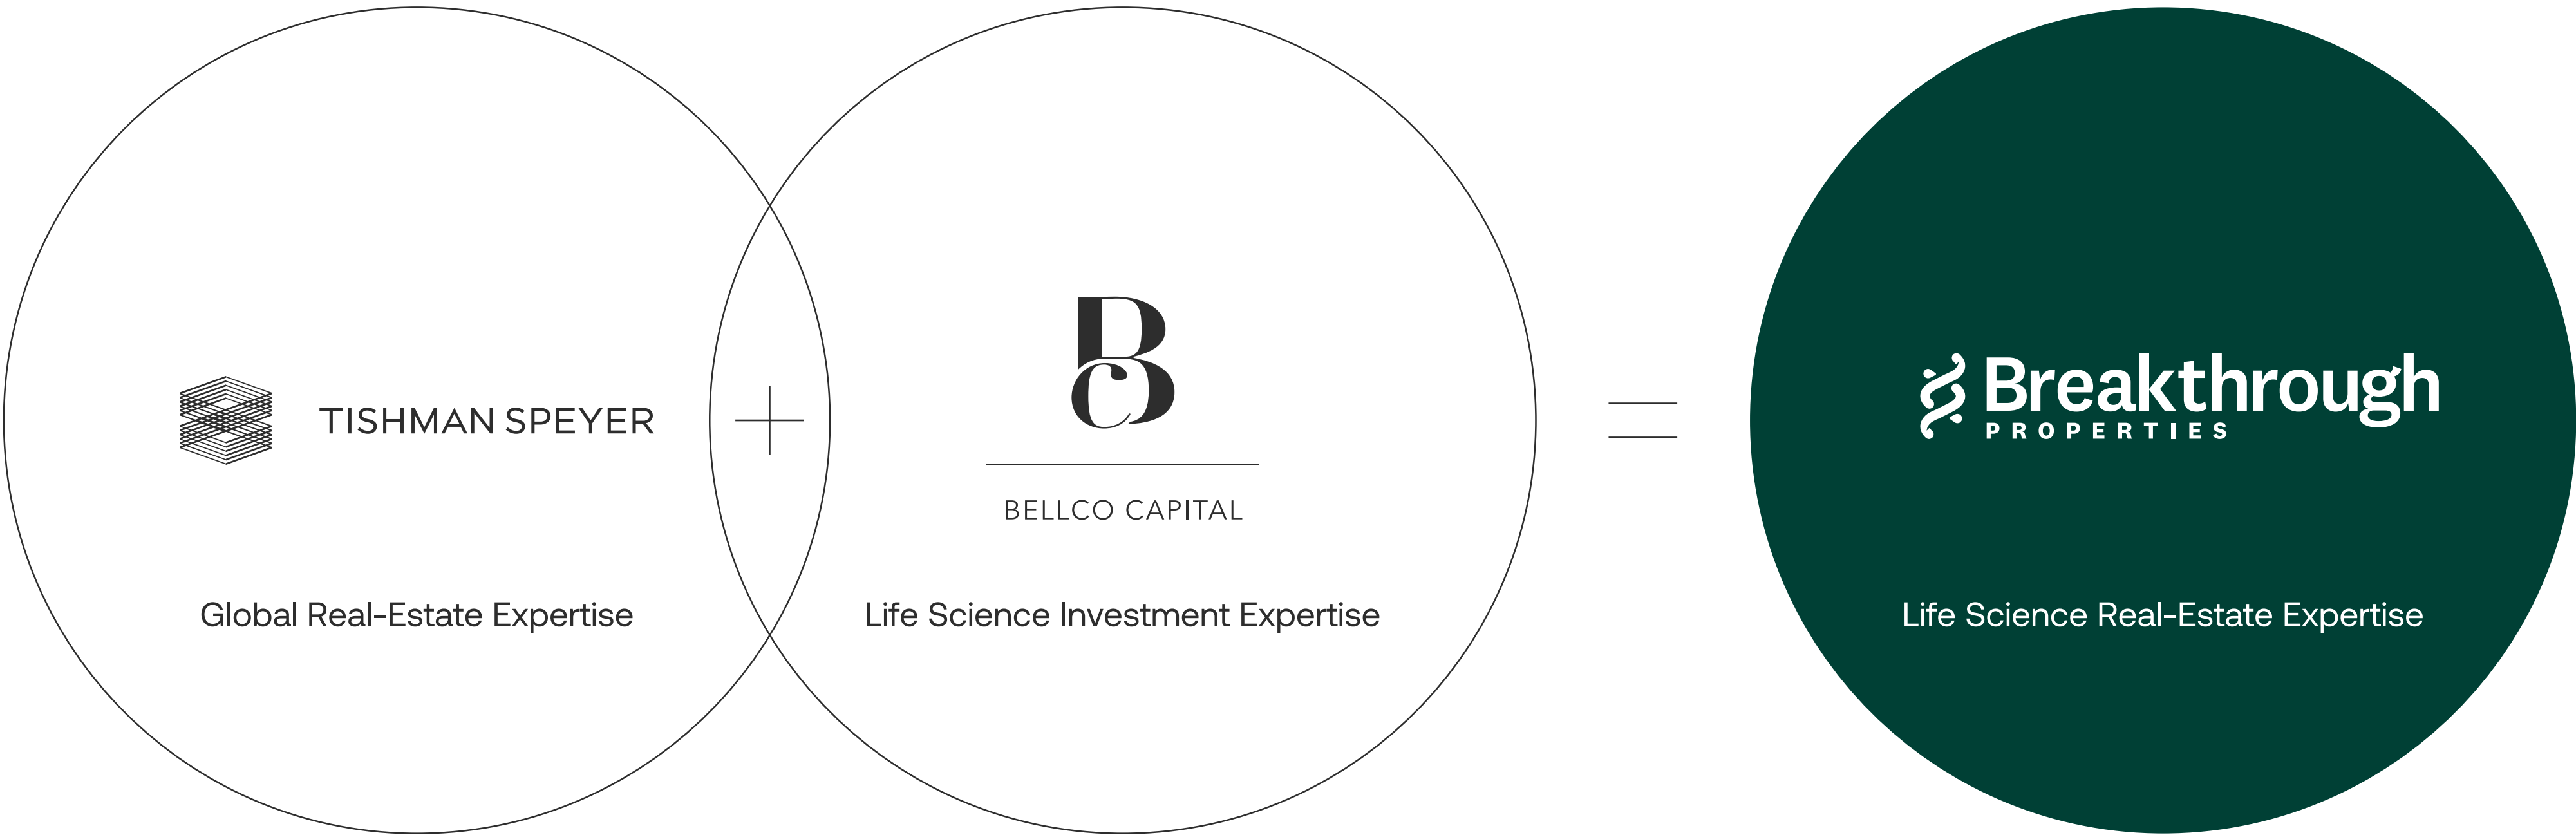 TISHMAN SPEYER
Global Real-Estate Expertise
+
BC
BELLCO CAPITAL
Life Science Investment Expertise
=
Breakthrough
PROPERTIES
Life Science Real-Estate Expertise